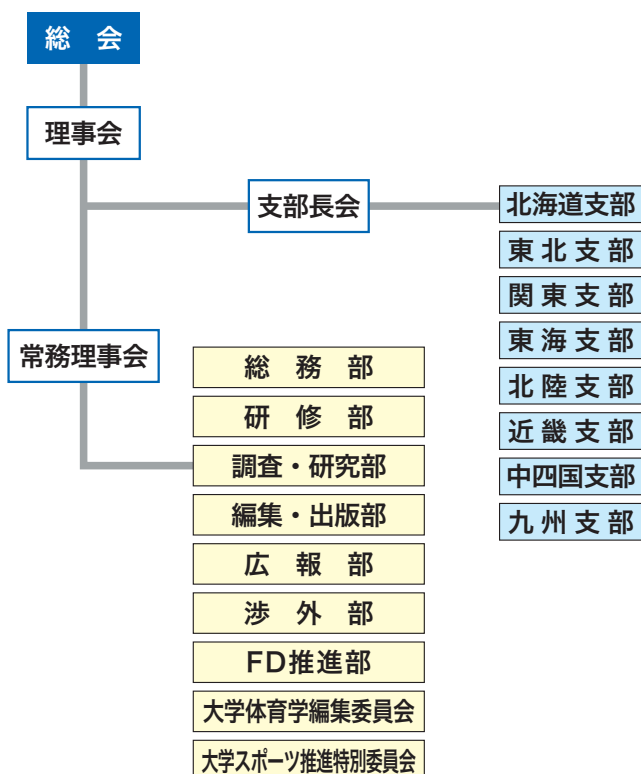 総　会
理事会
支部長会
北海道支部
東 北 支 部
関 東 支 部
東 海 支 部
北 陸 支 部
近 畿 支 部
中四国支部
九 州 支 部
常務理事会
総　務　部
研　修　部
調査・研究部
編集・出版部
広　報　部
渉　外　部
FD推進部
大学体育学編集委員会
大学スポーツ推進特別委員会